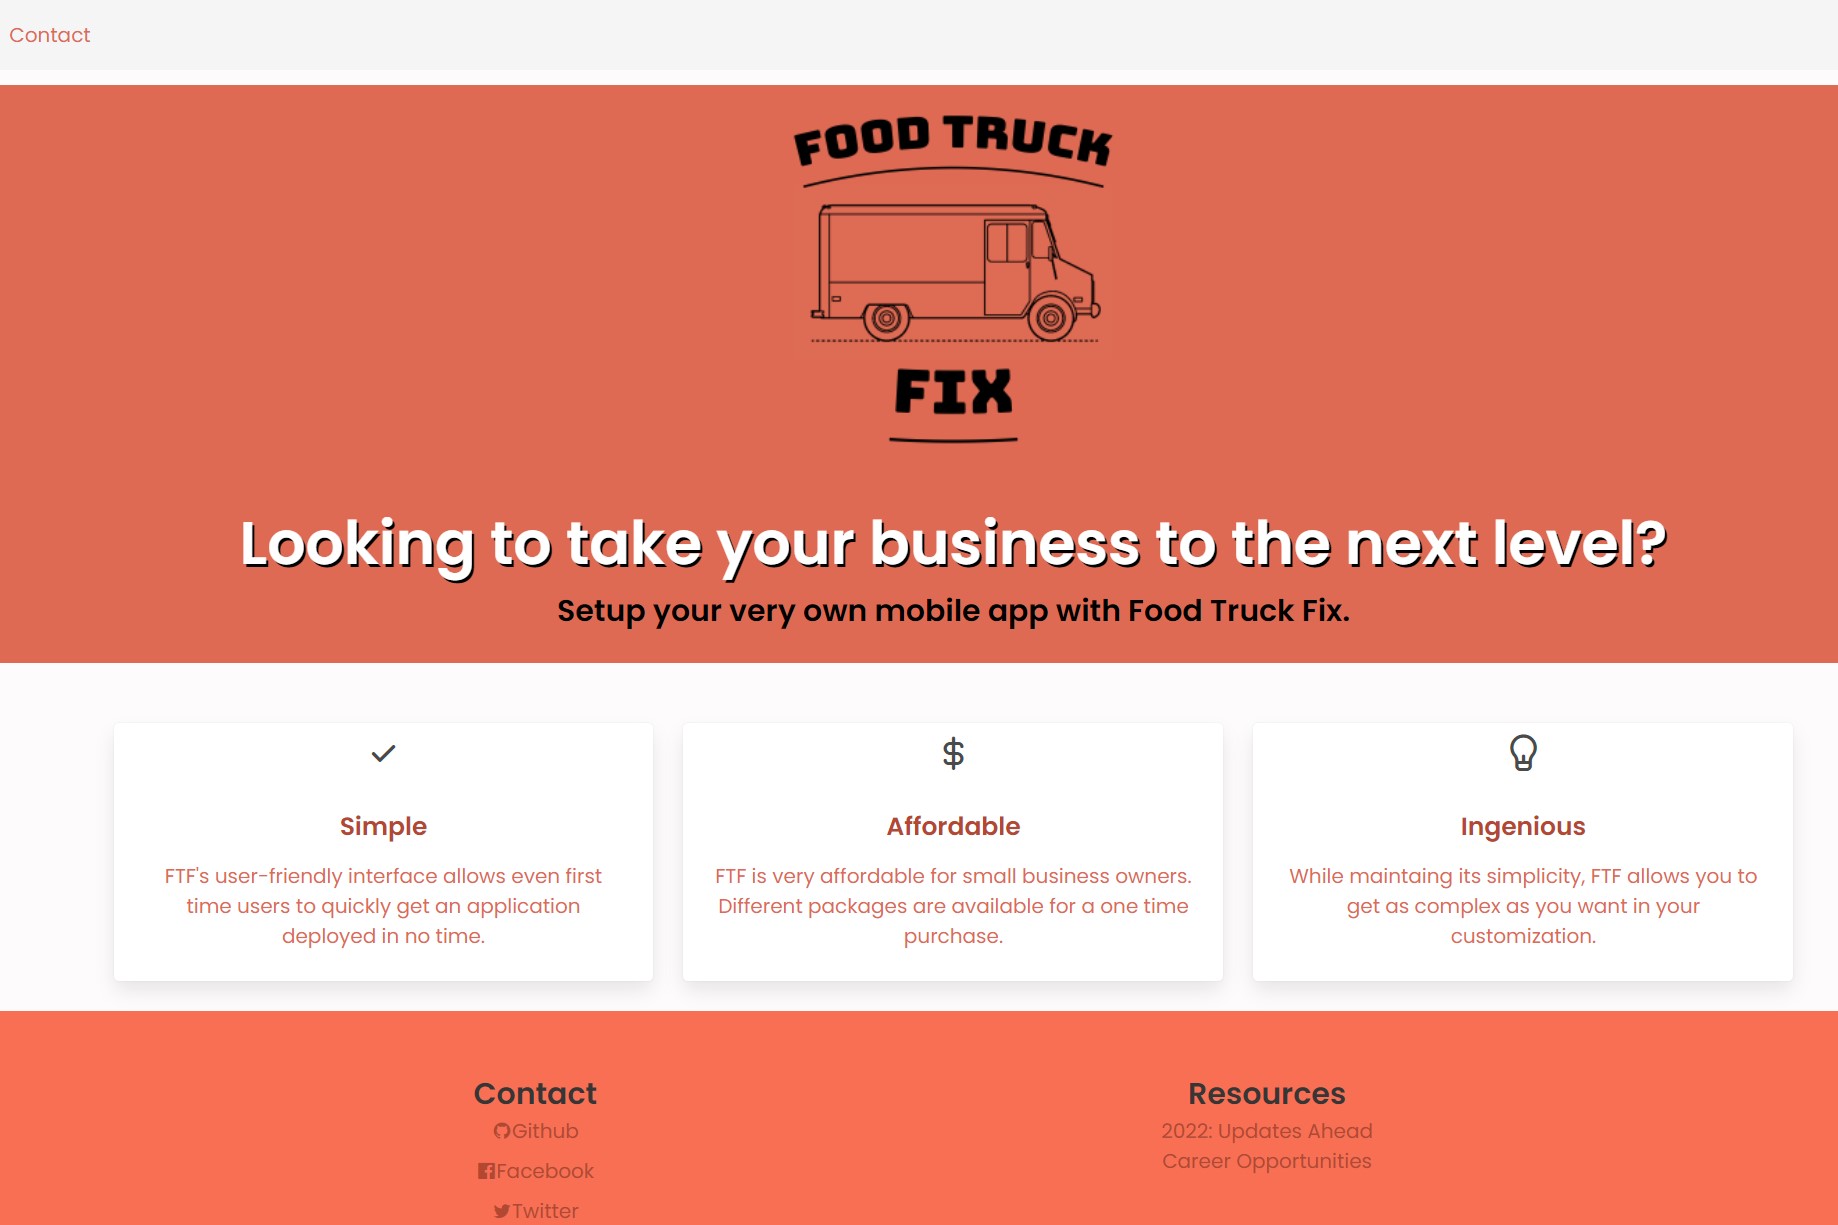 Contact
FOOD TRUCK
FIX
Looking to take your business to the next level?
Setup your very own mobile app with Food Truck Fix.
Simple
FTF's user-friendly interface allows even first
time users to quickly get an application
deployed in no time.
Affordable
FTF is very affordable for small business owners.
Different packages are available for a one time
purchase.
Ingenious
While maintaing its simplicity, FTF allows you to
get as complex as you want in your
customization.
Contact
Github
Facebook
Twitter
Resources
2022: Updates Ahead
Career Opportunities